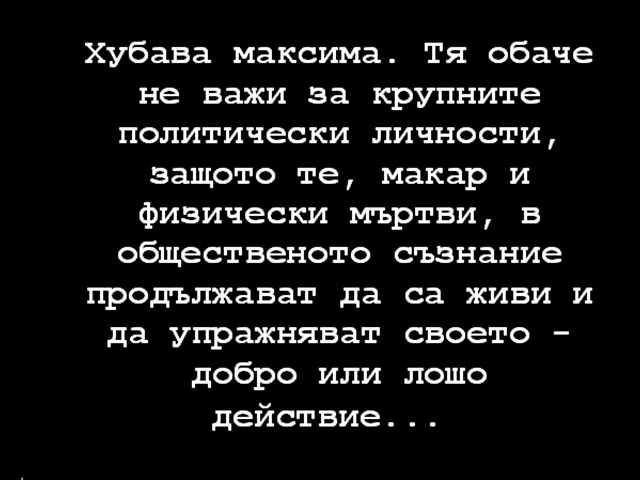 Хубава максима. Тя обаче
не важи за крупните
политически личности,
защото те, макар и
физически мъртви, в
общественото съзнание
продължават да са живи и
да упражняват своето -
добро или лошо
действие...